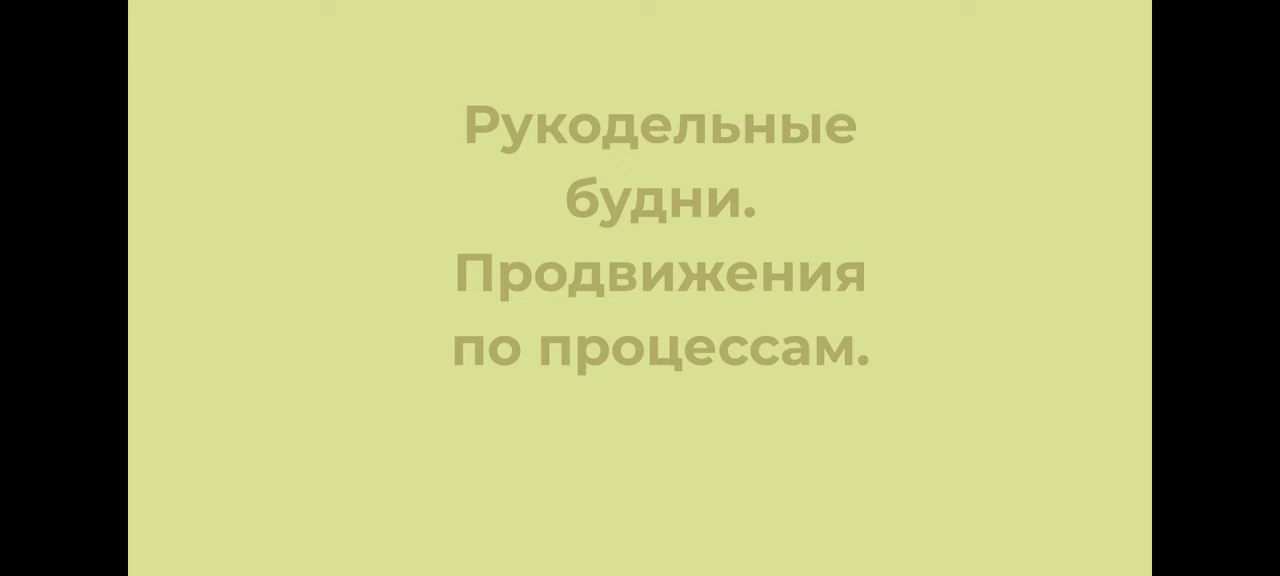 Рукодельные
будни.
Продвижения
по процессам.